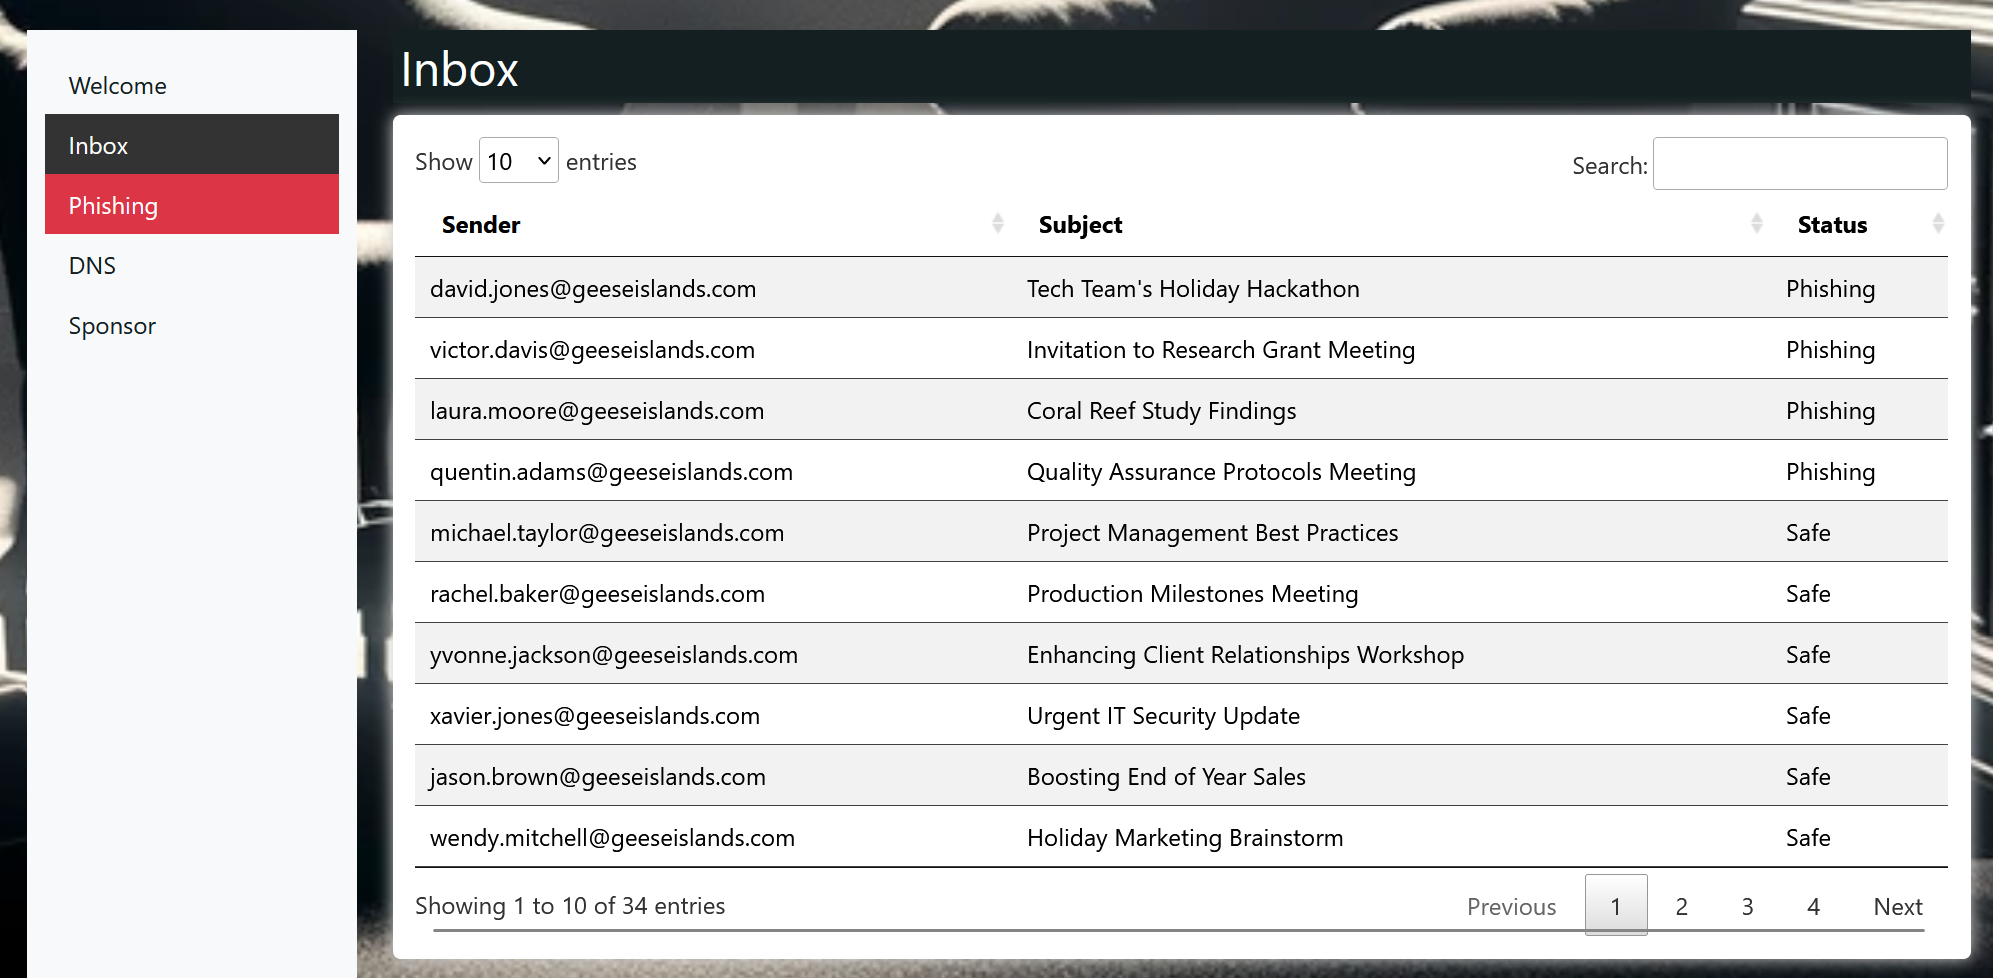 Welcome
Inbox
Phishing
DNS
Sponsor
Inbox
Show 10 entries
Search:
Sender Subject Status
david.jones@geeseislands.com Tech Team's Holiday Hackathon Phishing
victor.davis@geeseislands.com Invitation to Research Grant Meeting Phishing
laura.moore@geeseislands.com Coral Reef Study Findings Phishing
quentin.adams@geeseislands.com Quality Assurance Protocols Meeting Phishing
michael.taylor@geeseislands.com Project Management Best Practices Safe
rachel.baker@geeseislands.com Production Milestones Meeting Safe
yvonne.jackson@geeseislands.com Enhancing Client Relationships Workshop Safe
xavier.jones@geeseislands.com Urgent IT Security Update Safe
jason.brown@geeseislands.com Boosting End of Year Sales Safe
wendy.mitchell@geeseislands.com Holiday Marketing Brainstorm Safe
Showing 1 to 10 of 34 entries
Previous 1 2 3 4 Next